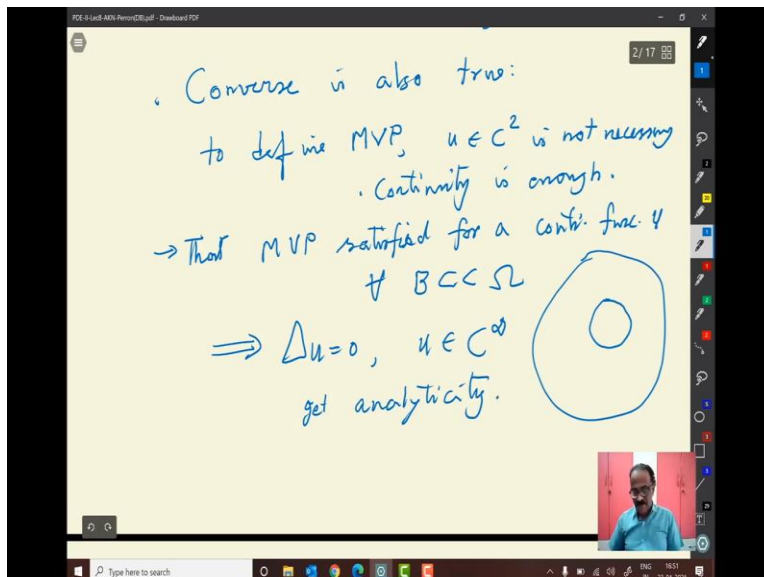 PDE-II-Lec8-AKN-Perron(DB).pdf - Drawboard PDF
2/17
. Converse is also true:
to define MVP, u ∈ C² is not necessary
. Continuity is enough.
→ That MVP satisfied for a conti. func. u
∀ B ⊂⊂ Ω
⟹ Δu = 0, u ∈ C^∞
get analyticity.
Type here to search
ENG
16:51